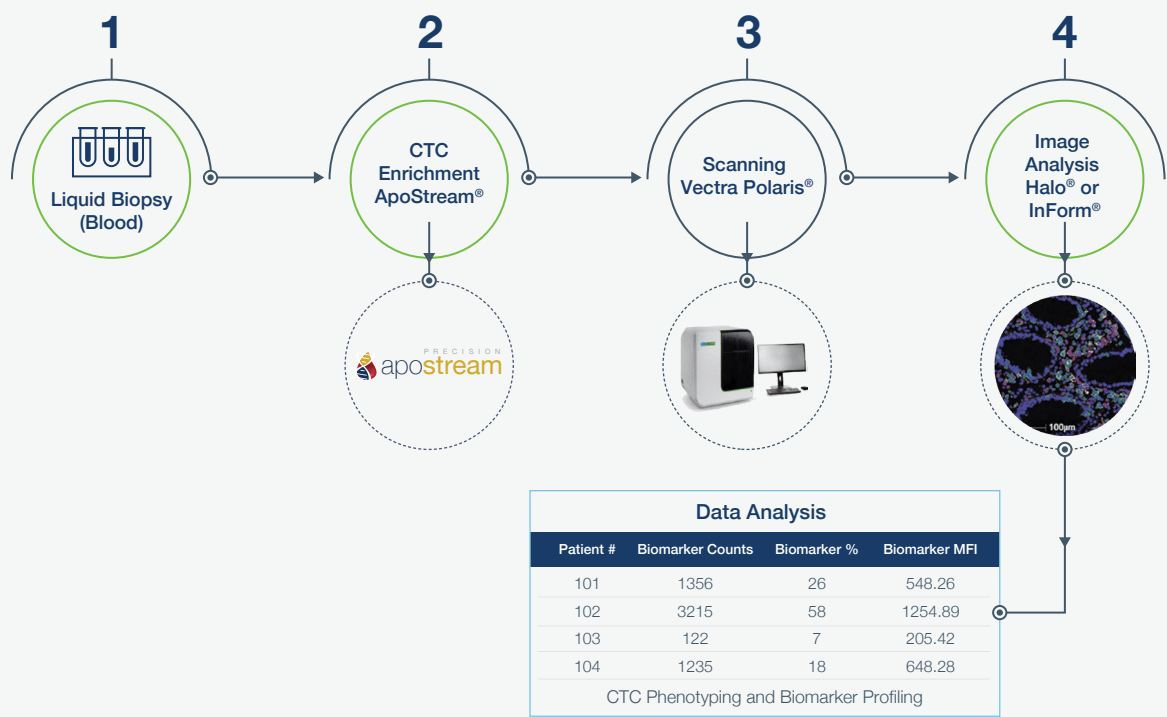 1
2
3
4
Liquid Biopsy
(Blood)
CTC
Enrichment
ApoStream®
Scanning
Vectra Polaris®
Image
Analysis
Halo® or
InForm®
PRECISION
apostream
100μm
Data Analysis
Patient # Biomarker Counts Biomarker % Biomarker MFI
101 1356 26 548.26
102 3215 58 1254.89
103 122 7 205.42
104 1235 18 648.28
CTC Phenotyping and Biomarker Profiling